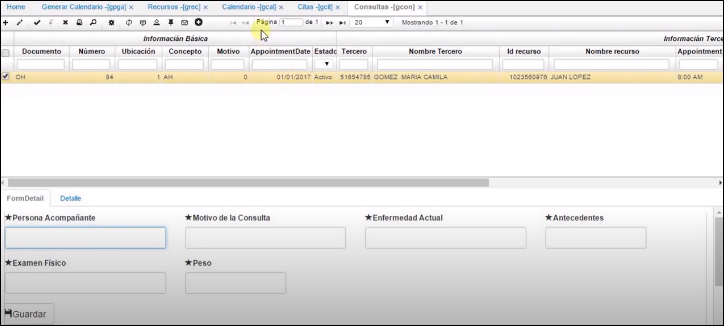 Home Generar Calendario -[gpga] × Recursos -[grec] × Calendario -[gcal] × Citas -[gcit] × Consultas -[gcon] ×
Página 1 de 1 20 Mostrando 1 - 1 de 1
Información Básica Información Terce
Documento Número Ubicación Concepto Motivo AppointmentDate Estado Tercero Nombre Tercero Id recurso Nombre recurso Appointment
OH 84 1 AH 0 01/01/2017 Activo 51654785 GOMEZ MARIA CAMILA 1023560976 JUAN LOPEZ 8:00 AM
FormDetail Detalle
★Persona Acompañante ★Motivo de la Consulta ★Enfermedad Actual ★Antecedentes
★Examen Físico ★Peso
Guardar